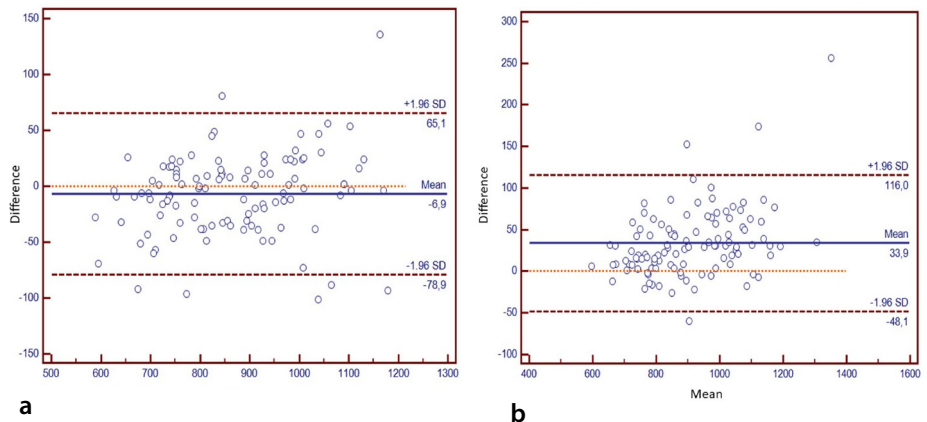 150
100
50
0
-50
-100
-150
Difference
+1.96 SD
65,1
Mean
-6,9
-1.96 SD
-78,9
500 600 700 800 900 1000 1100 1200 1300
a
300
250
200
150
100
50
0
-50
-100
Difference
+1.96 SD
116,0
Mean
33,9
-1.96 SD
-48,1
400 600 800 1000 1200 1400 1600
Mean
b